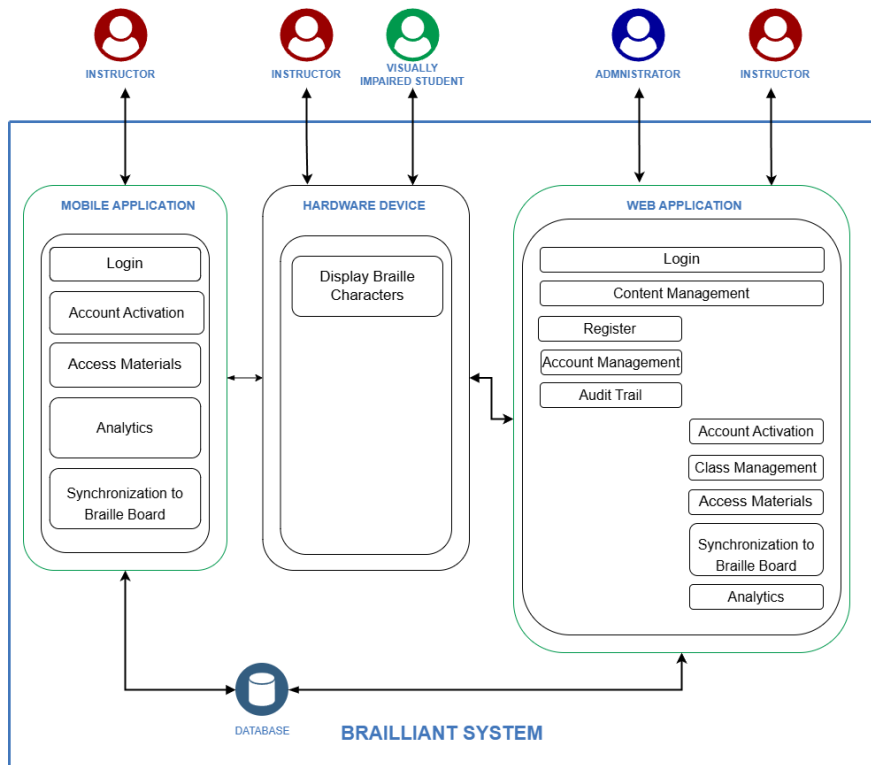 INSTRUCTOR
INSTRUCTOR
VISUALLY
IMPAIRED STUDENT
ADMNISTRATOR
INSTRUCTOR
MOBILE APPLICATION
Login
Account Activation
Access Materials
Analytics
Synchronization to
Braille Board
HARDWARE DEVICE
Display Braille
Characters
WEB APPLICATION
Login
Content Management
Register
Account Management
Audit Trail
Account Activation
Class Management
Access Materials
Synchronization to
Braille Board
Analytics
DATABASE
BRAILLIANT SYSTEM